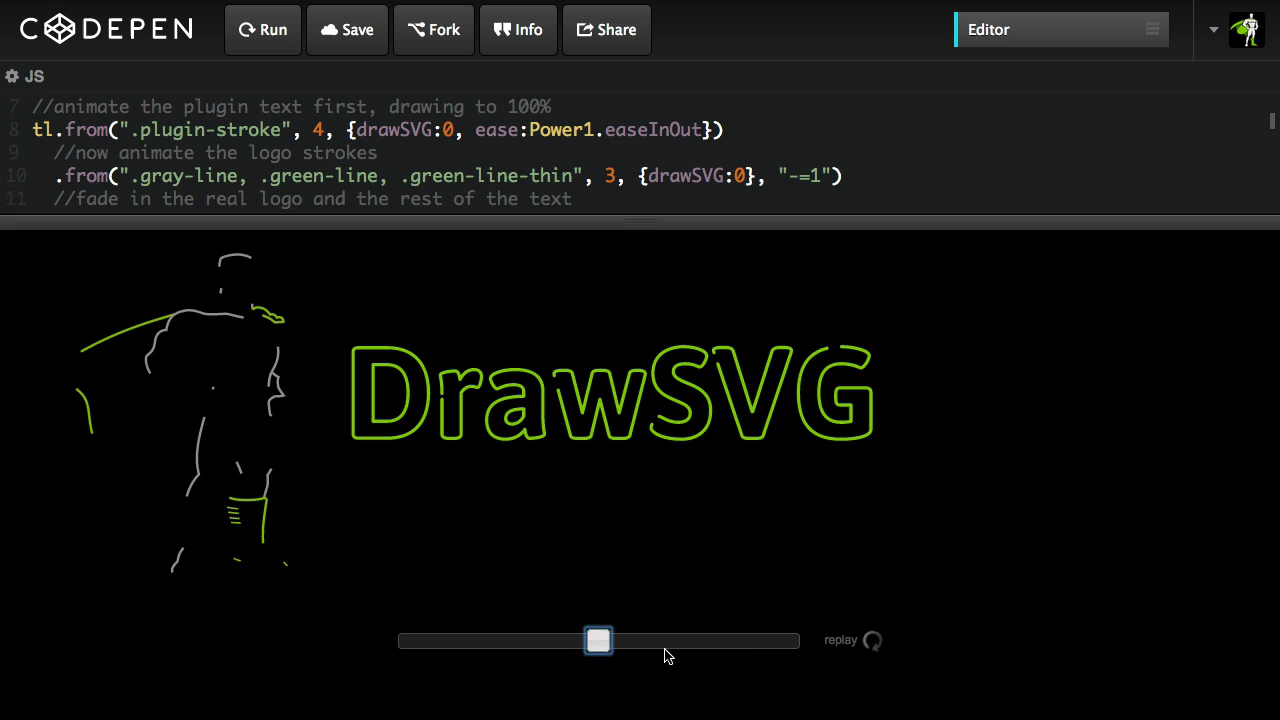 CODEPEN Run Save Fork Info Share Editor
JS
7 //animate the plugin text first, drawing to 100%
8 tl.from(".plugin-stroke", 4, {drawSVG:0, ease:Power1.easeInOut})
9 //now animate the logo strokes
10 .from(".gray-line, .green-line, .green-line-thin", 3, {drawSVG:0}, "-=1")
11 //fade in the real logo and the rest of the text
DrawSVG
replay